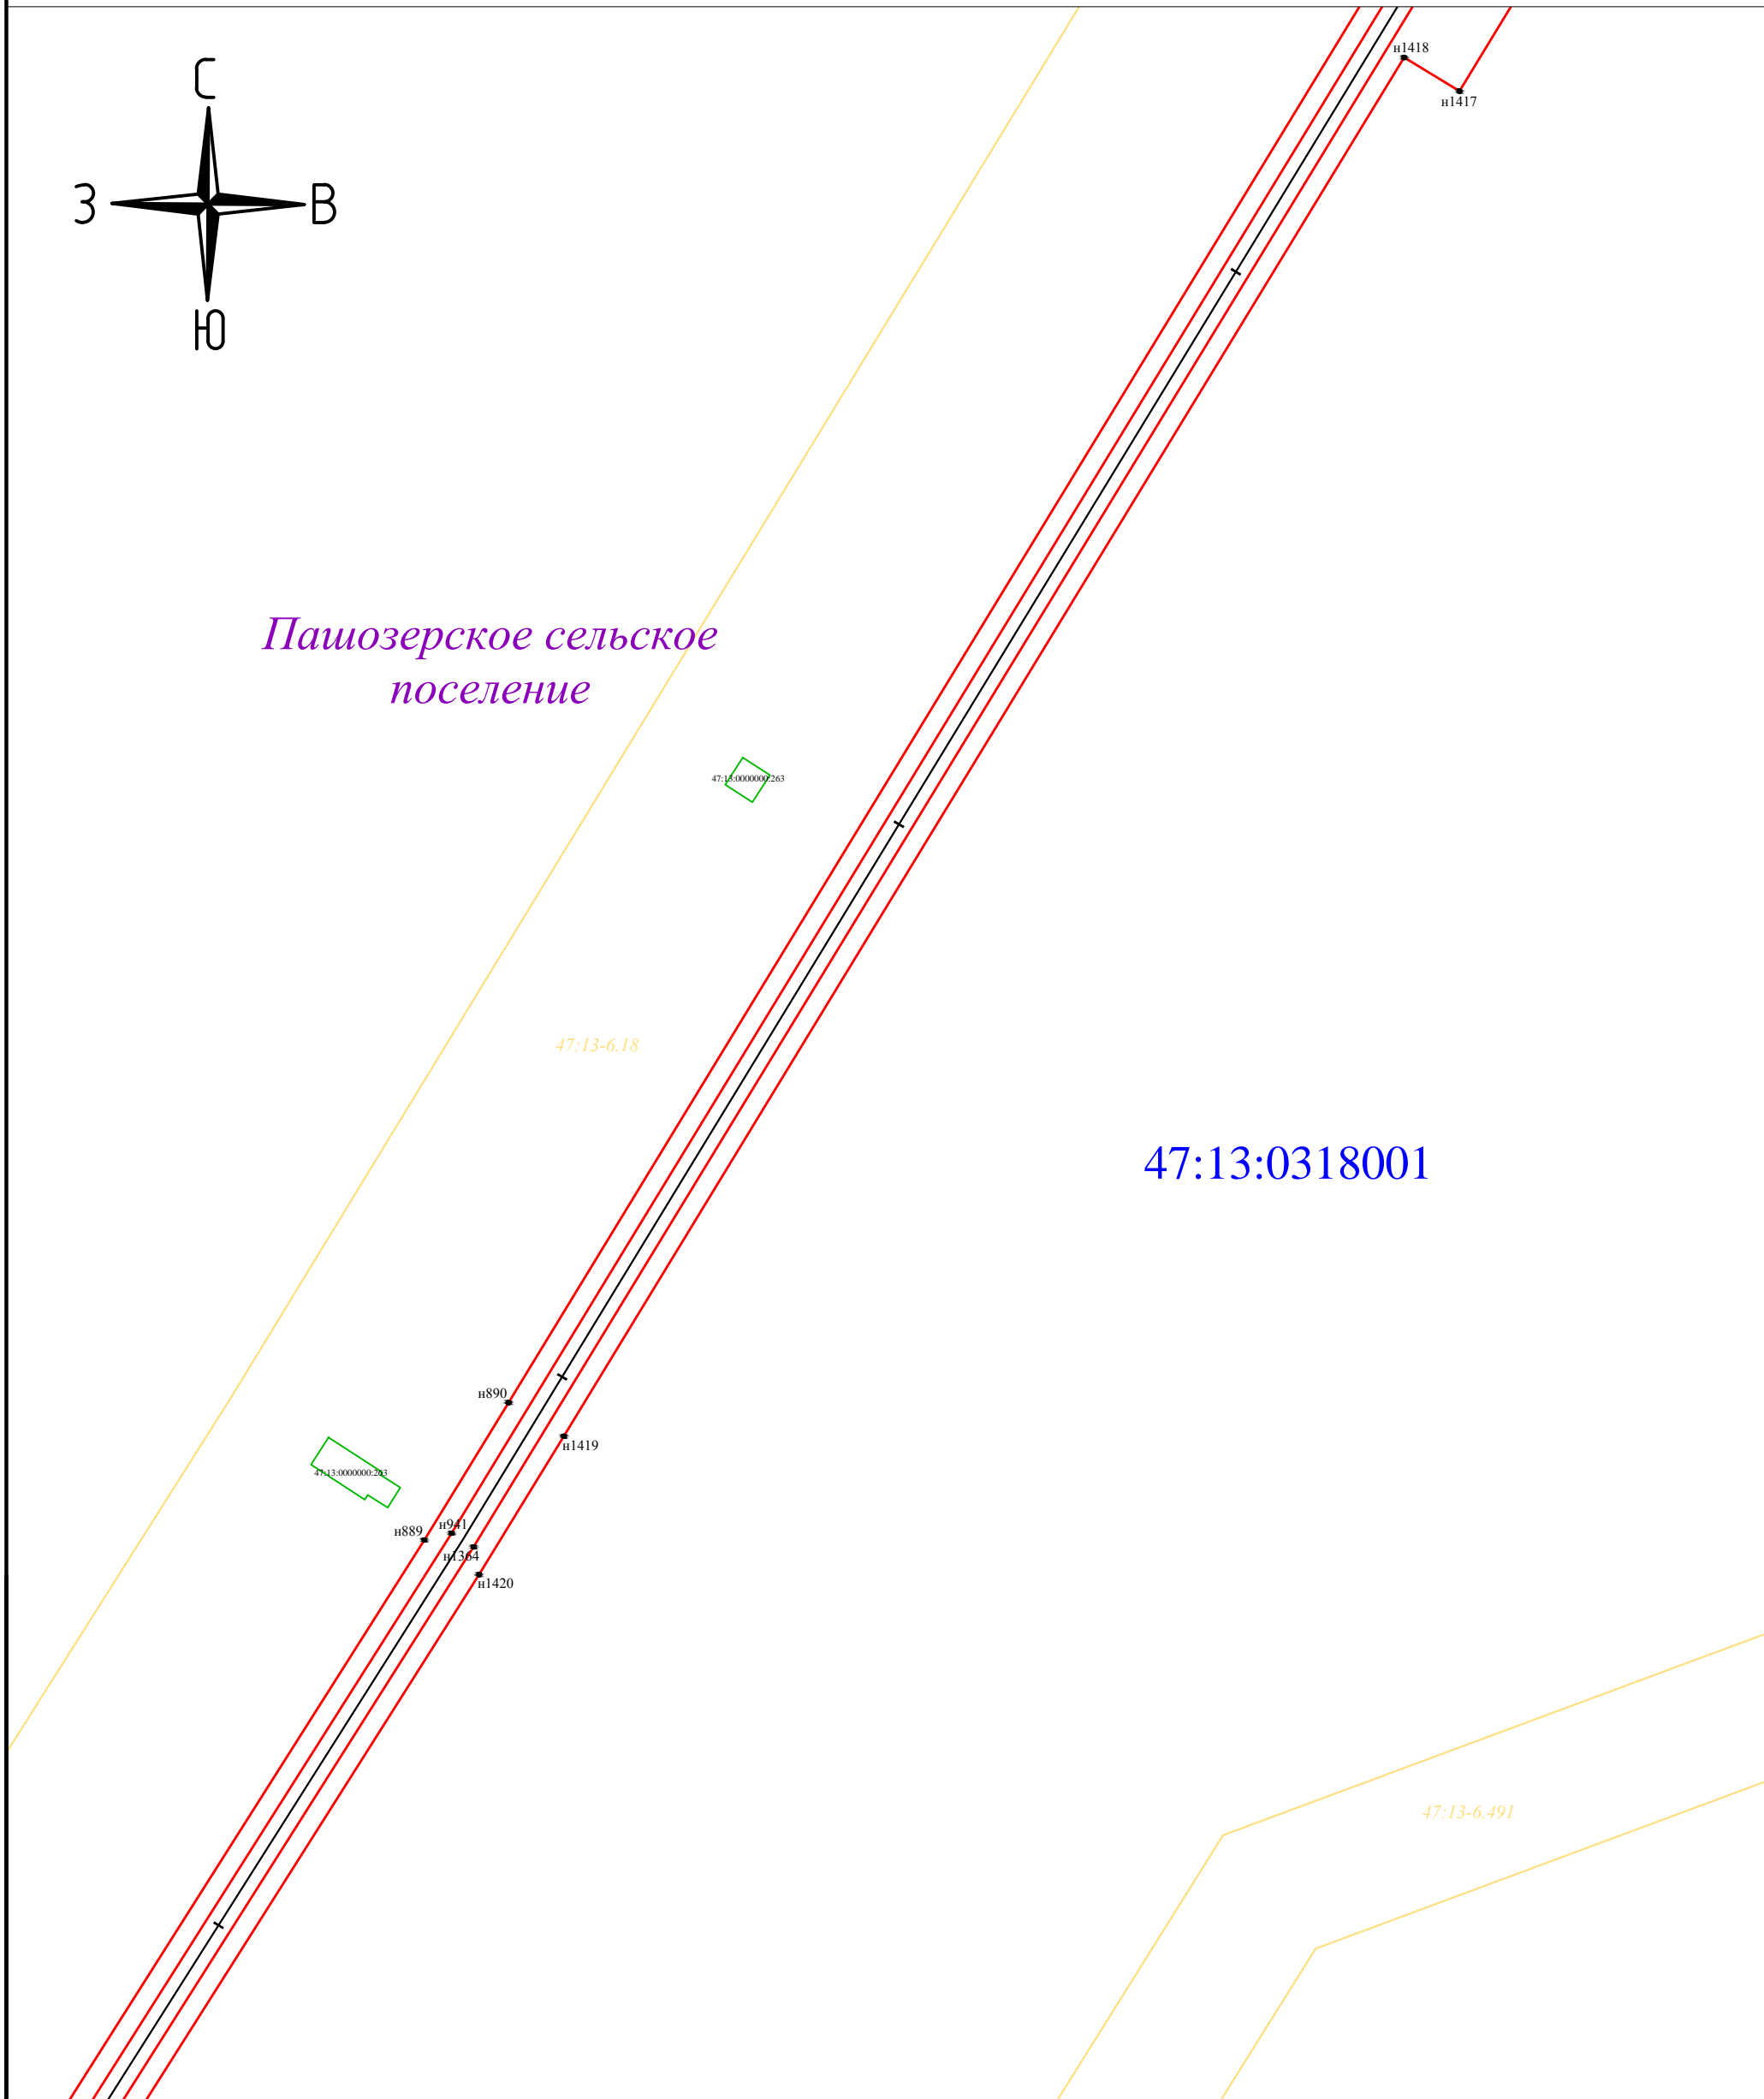 С
н1418
н1417
З
В
Ю
Пашозерское сельское
поселение
47:13:0000000:263
47:13-6.18
47:13:0318001
н890
н1419
47:13:0000000:263
н941
н889
н1364
н1420
47:13-6.491